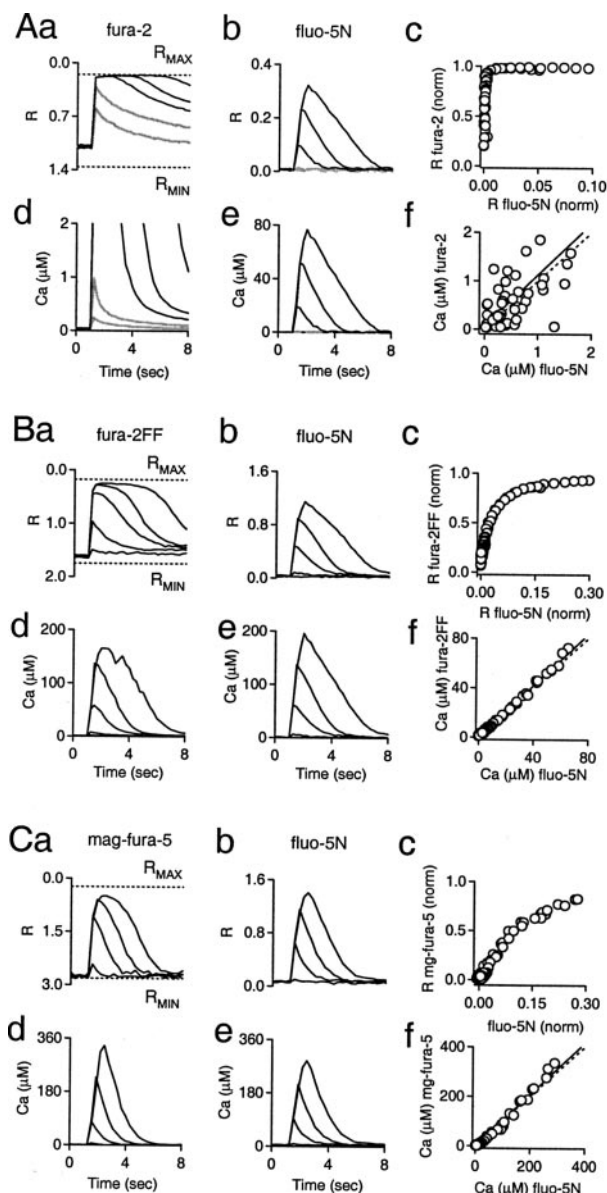 Aa fura-2 b fluo-5N c
0.0 R_MAX
0.7
1.4 R_MIN
R
0.4
0.2
0.0
R
1.0
0.5
0.0
R fura-2 (norm)
0.00 0.05 0.10
R fluo-5N (norm)
d e f
2
1
0
Ca (μM)
0 4 8
Time (sec)
80
40
0
Ca (μM)
0 4 8
Time (sec)
2
1
0
Ca (μM) fura-2
0 1 2
Ca (μM) fluo-5N
Ba fura-2FF b fluo-5N c
0.0 R_MAX
1.0
2.0 R_MIN
R
1.6
0.8
0.0
R
1.0
0.5
0.0
R fura-2FF (norm)
0.00 0.15 0.30
R fluo-5N (norm)
d e f
200
100
0
Ca (μM)
0 4 8
Time (sec)
200
100
0
Ca (μM)
0 4 8
Time (sec)
80
40
0
Ca (μM) fura-2FF
0 40 80
Ca (μM) fluo-5N
Ca mag-fura-5 b fluo-5N c
0.0 R_MAX
1.5
3.0 R_MIN
R
1.6
0.8
0.0
R
1.0
0.5
0.0
R mg-fura-5 (norm)
0.00 0.15 0.30
fluo-5N (norm)
d e f
360
180
0
Ca (μM)
0 4 8
Time (sec)
360
180
0
Ca (μM)
0 4 8
Time (sec)
400
200
0
Ca (μM) mg-fura-5
0 200 400
Ca (μM) fluo-5N